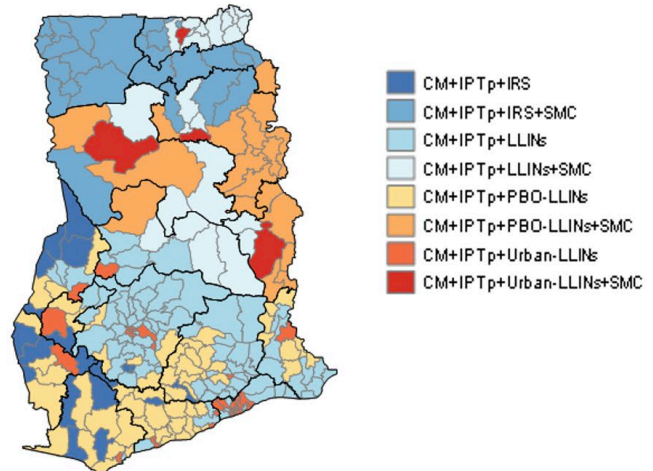 CM+IPTp+IRS
CM+IPTp+IRS+SMC
CM+IPTp+LLINs
CM+IPTp+LLINs+SMC
CM+IPTp+PBO-LLINs
CM+IPTp+PBO-LLINs+SMC
CM+IPTp+Urban-LLINs
CM+IPTp+Urban-LLINs+SMC